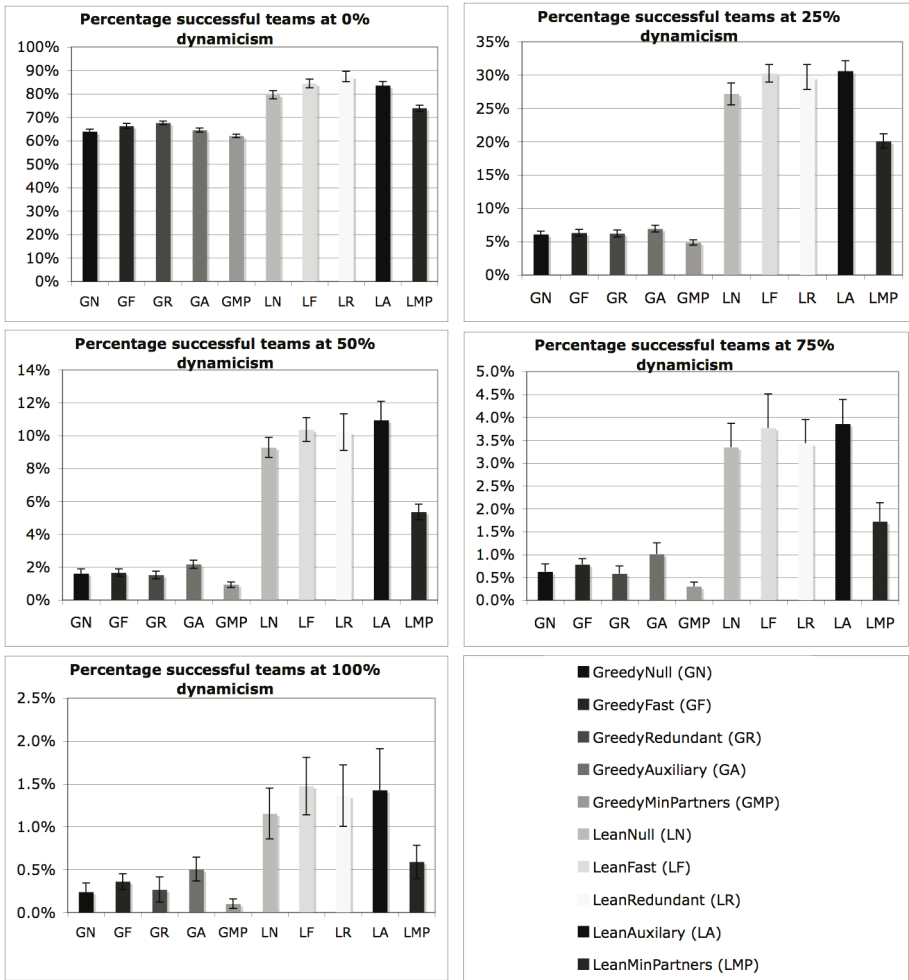 Percentage successful teams at 0%
dynamicism
100%
90%
80%
70%
60%
50%
40%
30%
20%
10%
0%
GN GF GR GA GMP LN LF LR LA LMP
Percentage successful teams at 25%
dynamicism
35%
30%
25%
20%
15%
10%
5%
0%
GN GF GR GA GMP LN LF LR LA LMP
Percentage successful teams at 50%
dynamicism
14%
12%
10%
8%
6%
4%
2%
0%
GN GF GR GA GMP LN LF LR LA LMP
Percentage successful teams at 75%
dynamicism
5.0%
4.5%
4.0%
3.5%
3.0%
2.5%
2.0%
1.5%
1.0%
0.5%
0.0%
GN GF GR GA GMP LN LF LR LA LMP
Percentage successful teams at 100%
dynamicism
2.5%
2.0%
1.5%
1.0%
0.5%
0.0%
GN GF GR GA GMP LN LF LR LA LMP
GreedyNull (GN)
GreedyFast (GF)
GreedyRedundant (GR)
GreedyAuxiliary (GA)
GreedyMinPartners (GMP)
LeanNull (LN)
LeanFast (LF)
LeanRedundant (LR)
LeanAuxilary (LA)
LeanMinPartners (LMP)